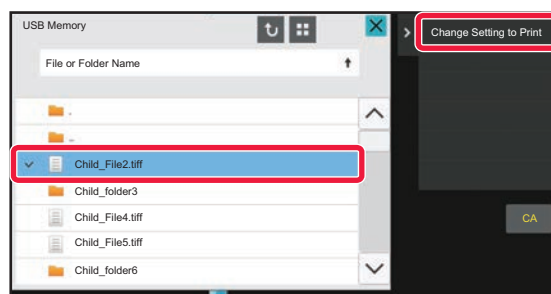 USB Memory
Change Setting to Print
File or Folder Name
.
..
Child_File2.tiff
Child_folder3
Child_File4.tiff
Child_File5.tiff
CA
Child_folder6